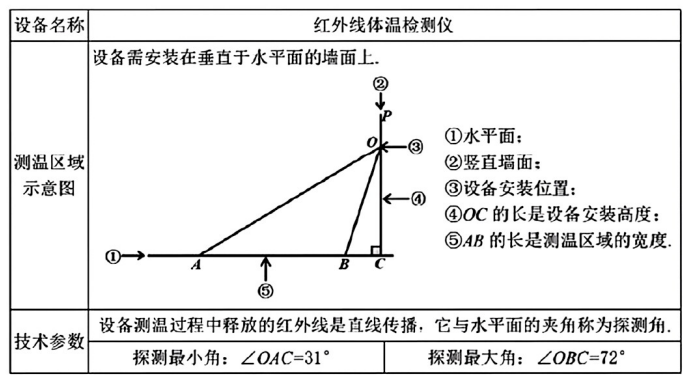 设备名称 红外线体温检测仪
设备需安装在垂直于水平面的墙面上.
测温区域
示意图
②
P
O
③
④
①
A
B
C
⑤
①水平面；
②竖直墙面；
③设备安装位置；
④OC 的长是设备安装高度；
⑤AB 的长是测温区域的宽度.
技术参数
设备测温过程中释放的红外线是直线传播，它与水平面的夹角称为探测角.
探测最小角：∠OAC=31° 探测最大角：∠OBC=72°